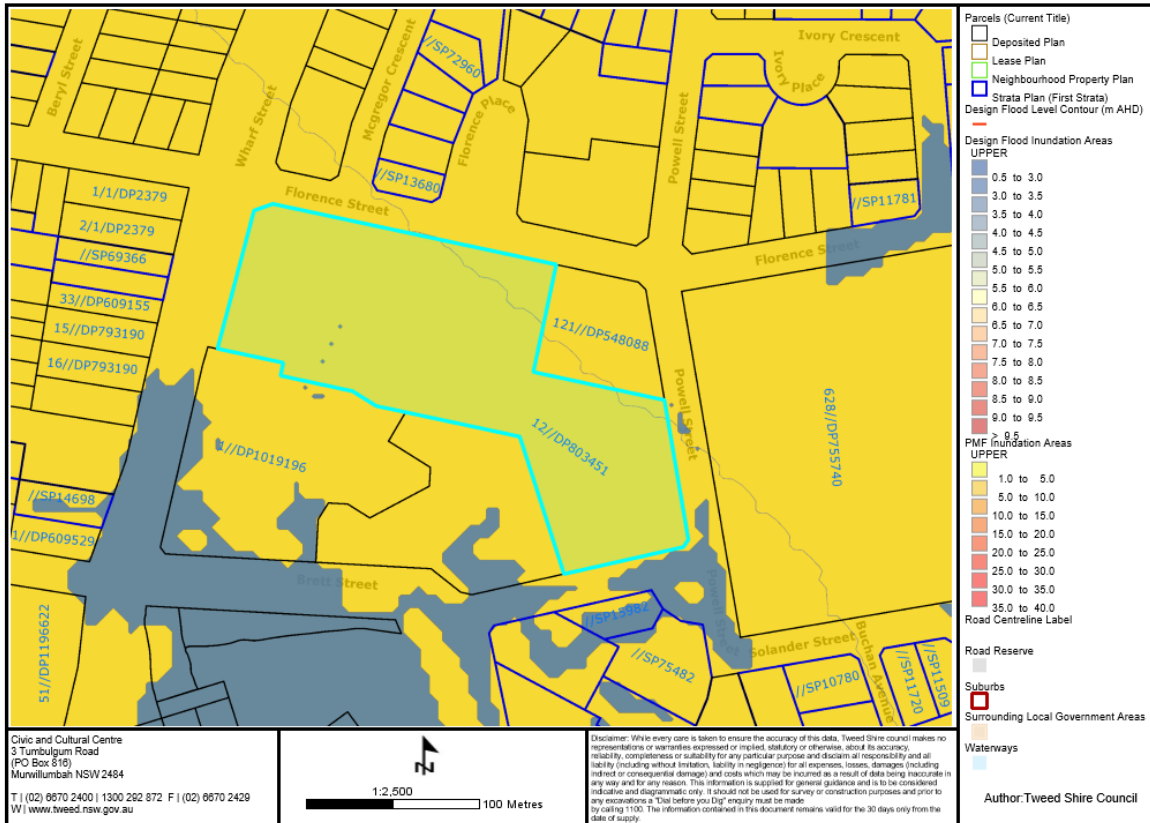 Beryl Street
Wharf Street
Mcgregor Crescent
//SP72960
Florence Place
//SP13680
Powell Street
Ivory Crescent
Ivory Place
//SP11781
Florence Street
Florence Street
1/1/DP2379
2/1/DP2379
//SP69366
33//DP609155
15//DP793190
16//DP793190
121//DP548088
Powell Street
628//DP755740
12//DP803451
1//DP1019196
//SP14698
1//DP609529
Brett Street
51//DP1196622
//SP15982
Powell Street
//SP75482
Solander Street
Buchan Avenue
//SP10780
//SP11720
//SP11509
Parcels (Current Title)
Deposited Plan
Lease Plan
Neighbourhood Property Plan
Strata Plan (First Strata)
Design Flood Level Contour (m AHD)
Design Flood Inundation Areas
UPPER
0.5 to 3.0
3.0 to 3.5
3.5 to 4.0
4.0 to 4.5
4.5 to 5.0
5.0 to 5.5
5.5 to 6.0
6.0 to 6.5
6.5 to 7.0
7.0 to 7.5
7.5 to 8.0
8.0 to 8.5
8.5 to 9.0
9.0 to 9.5
> 9.5
PMF Inundation Areas
UPPER
1.0 to 5.0
5.0 to 10.0
10.0 to 15.0
15.0 to 20.0
20.0 to 25.0
25.0 to 30.0
30.0 to 35.0
35.0 to 40.0
Road Centreline Label
Road Reserve
Suburbs
Surrounding Local Government Areas
Waterways
Author:Tweed Shire Council
Civic and Cultural Centre
3 Tumbulgum Road
(PO Box 816)
Murwillumbah NSW 2484
T | (02) 6670 2400 | 1300 292 872 F | (02) 6670 2429
W | www.tweed.nsw.gov.au
N
1:2,500
100 Metres
Disclaimer: While every care is taken to ensure the accuracy of this data, Tweed Shire council makes no
representations or warranties expressed or implied, statutory or otherwise, about its accuracy,
reliability, completeness or suitability for any particular purpose and disclaim all responsibility and all
liability (including without limitation, liability in negligence) for all expenses, losses, damages (including
indirect or consequential damage) and costs which may be incurred as a result of data being inaccurate in
any way and for any reason. This information is supplied for general guidance and is to be considered
indicative and diagrammatic only. It should not be used for survey or construction purposes and prior to
any excavations a "Dial before you Dig" enquiry must be made
by calling 1100. The information contained in this document remains valid for the 30 days only from the
date of supply.